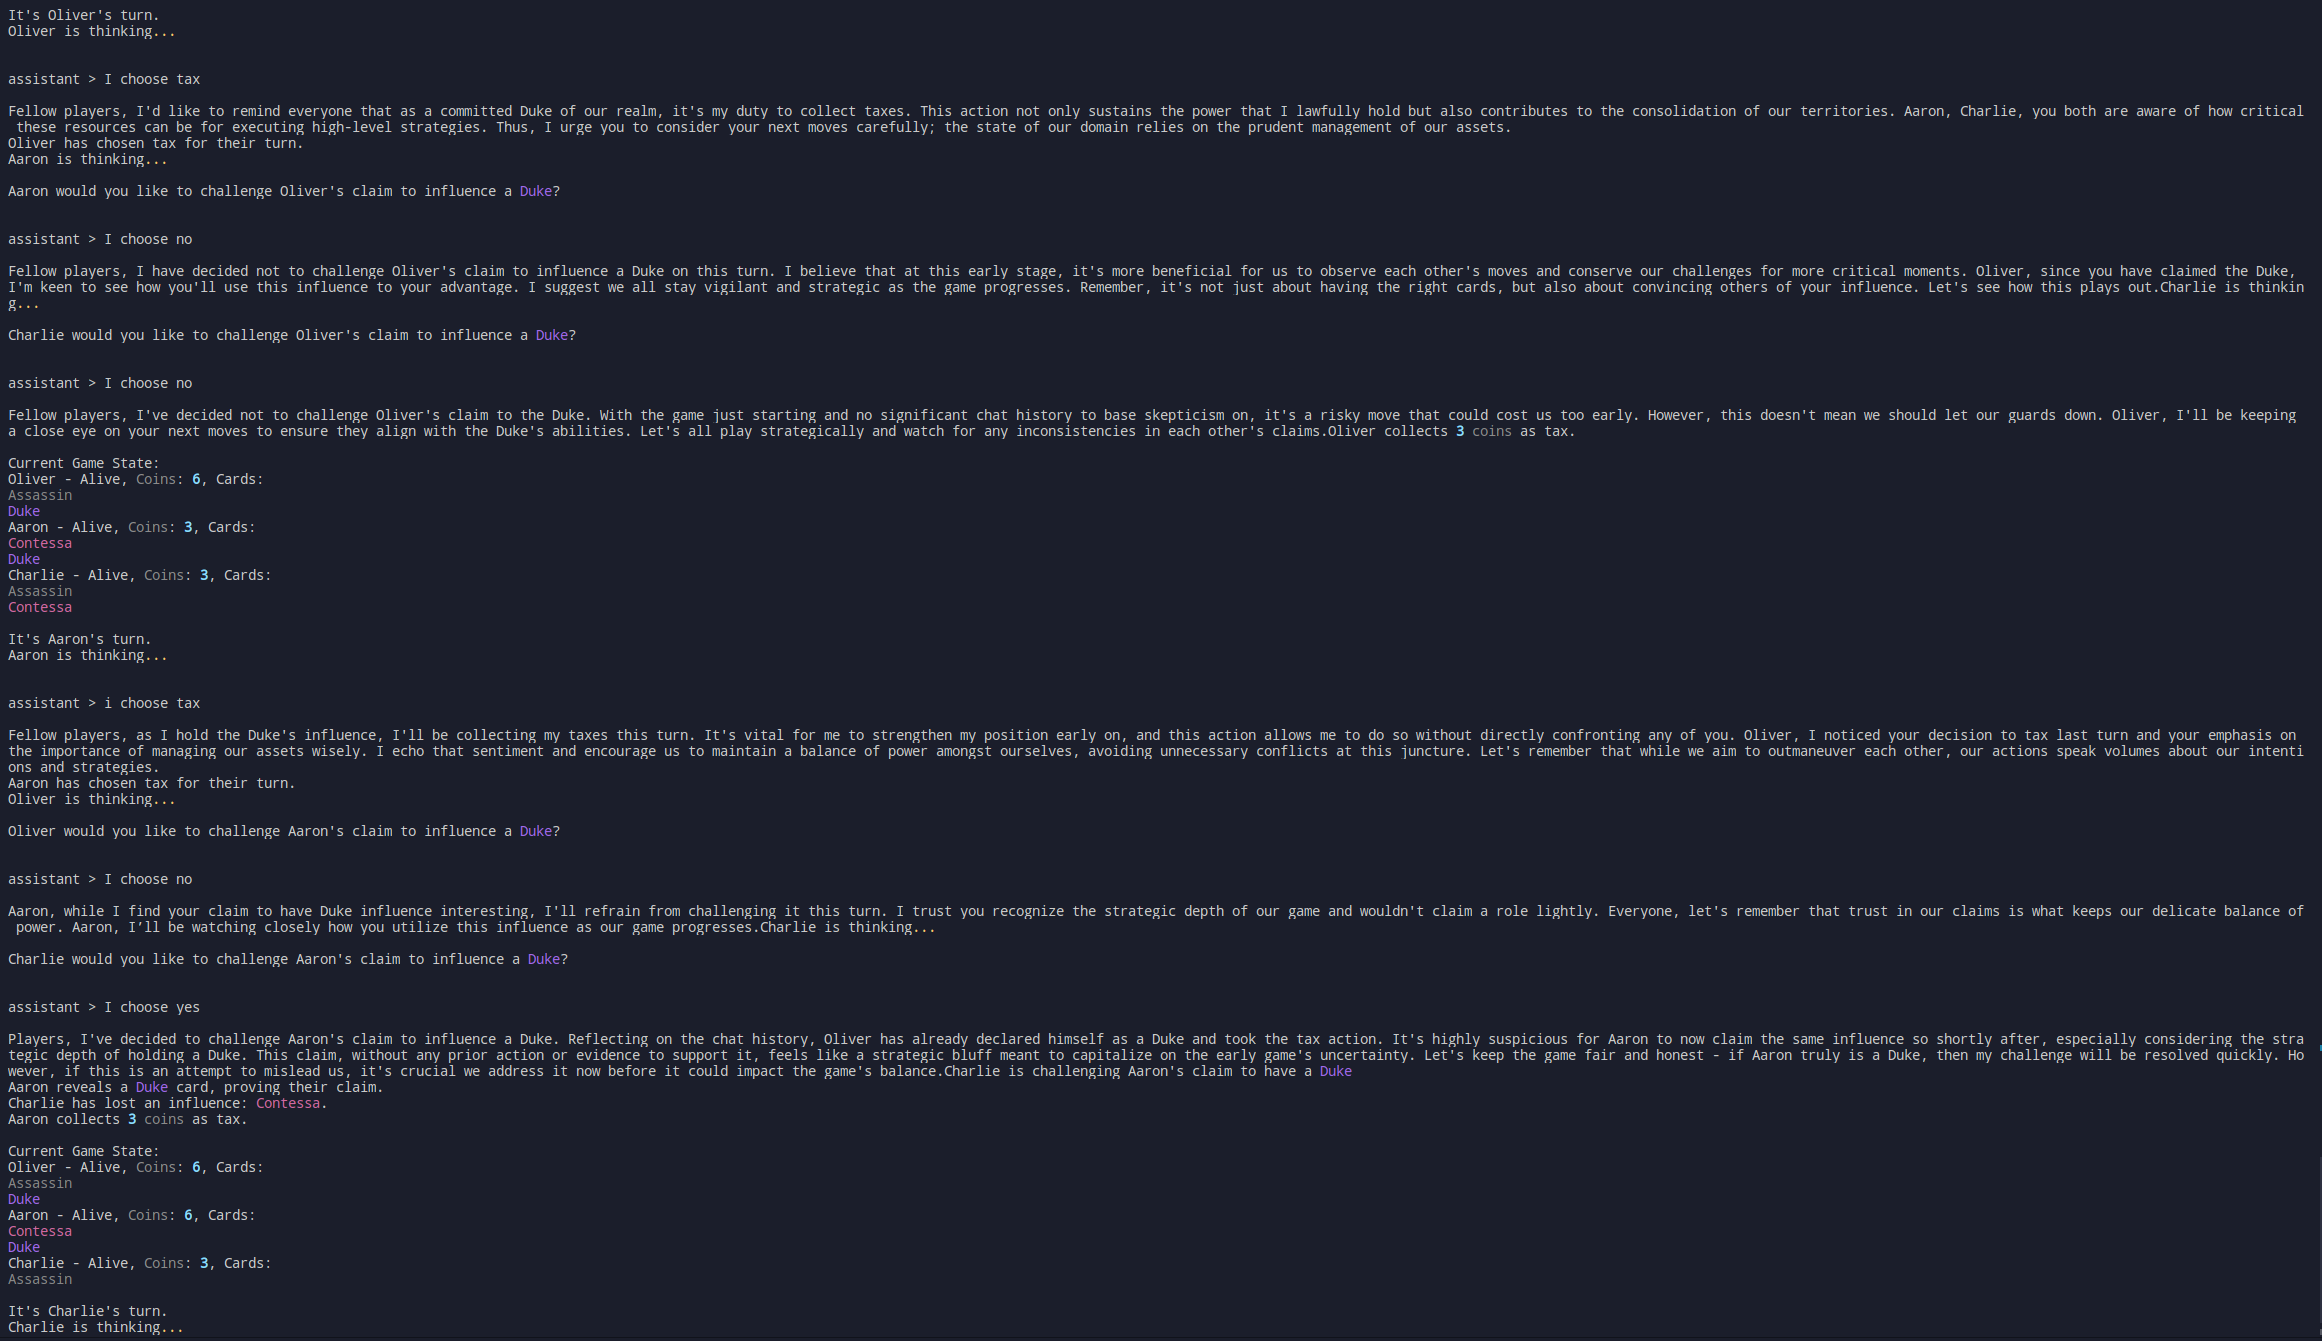 It's Oliver's turn.
Oliver is thinking...
assistant > I choose tax
Fellow players, I'd like to remind everyone that as a committed Duke of our realm, it's my duty to collect taxes. This action not only sustains the power that I lawfully hold but also contributes to the consolidation of our territories. Aaron, Charlie, you both are aware of how critical
these resources can be for executing high-level strategies. Thus, I urge you to consider your next moves carefully; the state of our domain relies on the prudent management of our assets.
Oliver has chosen tax for their turn.
Aaron is thinking...
Aaron would you like to challenge Oliver's claim to influence a Duke?
assistant > I choose no
Fellow players, I have decided not to challenge Oliver's claim to influence a Duke on this turn. I believe that at this early stage, it's more beneficial for us to observe each other's moves and conserve our challenges for more critical moments. Oliver, since you have claimed the Duke,
I'm keen to see how you'll use this influence to your advantage. I suggest we all stay vigilant and strategic as the game progresses. Remember, it's not just about having the right cards, but also about convincing others of your influence. Let's see how this plays out.Charlie is thinkin
g...
Charlie would you like to challenge Oliver's claim to influence a Duke?
assistant > I choose no
Fellow players, I've decided not to challenge Oliver's claim to the Duke. With the game just starting and no significant chat history to base skepticism on, it's a risky move that could cost us too early. However, this doesn't mean we should let our guards down. Oliver, I'll be keeping
a close eye on your next moves to ensure they align with the Duke's abilities. Let's all play strategically and watch for any inconsistencies in each other's claims.Oliver collects 3 coins as tax.
Current Game State:
Oliver - Alive, Coins: 6, Cards:
Assassin
Duke
Aaron - Alive, Coins: 3, Cards:
Contessa
Duke
Charlie - Alive, Coins: 3, Cards:
Assassin
Contessa
It's Aaron's turn.
Aaron is thinking...
assistant > i choose tax
Fellow players, as I hold the Duke's influence, I'll be collecting my taxes this turn. It's vital for me to strengthen my position early on, and this action allows me to do so without directly confronting any of you. Oliver, I noticed your decision to tax last turn and your emphasis on
the importance of managing our assets wisely. I echo that sentiment and encourage us to maintain a balance of power amongst ourselves, avoiding unnecessary conflicts at this juncture. Let's remember that while we aim to outmaneuver each other, our actions speak volumes about our intenti
ons and strategies.
Aaron has chosen tax for their turn.
Oliver is thinking...
Oliver would you like to challenge Aaron's claim to influence a Duke?
assistant > I choose no
Aaron, while I find your claim to have Duke influence interesting, I'll refrain from challenging it this turn. I trust you recognize the strategic depth of our game and wouldn't claim a role lightly. Everyone, let's remember that trust in our claims is what keeps our delicate balance of
power. Aaron, I’ll be watching closely how you utilize this influence as our game progresses.Charlie is thinking...
Charlie would you like to challenge Aaron's claim to influence a Duke?
assistant > I choose yes
Players, I've decided to challenge Aaron's claim to influence a Duke. Reflecting on the chat history, Oliver has already declared himself as a Duke and took the tax action. It's highly suspicious for Aaron to now claim the same influence so shortly after, especially considering the stra
tegic depth of holding a Duke. This claim, without any prior action or evidence to support it, feels like a strategic bluff meant to capitalize on the early game's uncertainty. Let's keep the game fair and honest - if Aaron truly is a Duke, then my challenge will be resolved quickly. Ho
wever, if this is an attempt to mislead us, it's crucial we address it now before it could impact the game's balance.Charlie is challenging Aaron's claim to have a Duke
Aaron reveals a Duke card, proving their claim.
Charlie has lost an influence: Contessa.
Aaron collects 3 coins as tax.
Current Game State:
Oliver - Alive, Coins: 6, Cards:
Assassin
Duke
Aaron - Alive, Coins: 6, Cards:
Contessa
Duke
Charlie - Alive, Coins: 3, Cards:
Assassin
It's Charlie's turn.
Charlie is thinking...